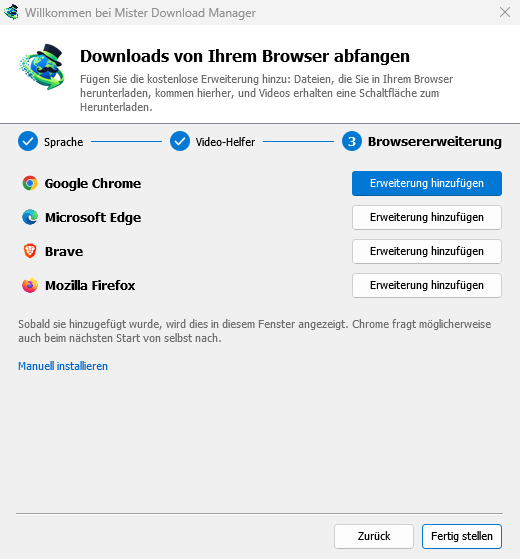 Willkommen bei Mister Download Manager
Downloads von Ihrem Browser abfangen
Fügen Sie die kostenlose Erweiterung hinzu: Dateien, die Sie in Ihrem Browser
herunterladen, kommen hierher, und Videos erhalten eine Schaltfläche zum
Herunterladen.
Sprache
Video-Helfer
3 Browsererweiterung
Google Chrome
Erweiterung hinzufügen
Microsoft Edge
Erweiterung hinzufügen
Brave
Erweiterung hinzufügen
Mozilla Firefox
Erweiterung hinzufügen
Sobald sie hinzugefügt wurde, wird dies in diesem Fenster angezeigt. Chrome fragt möglicherweise
auch beim nächsten Start von selbst nach.
Manuell installieren
Zurück
Fertig stellen